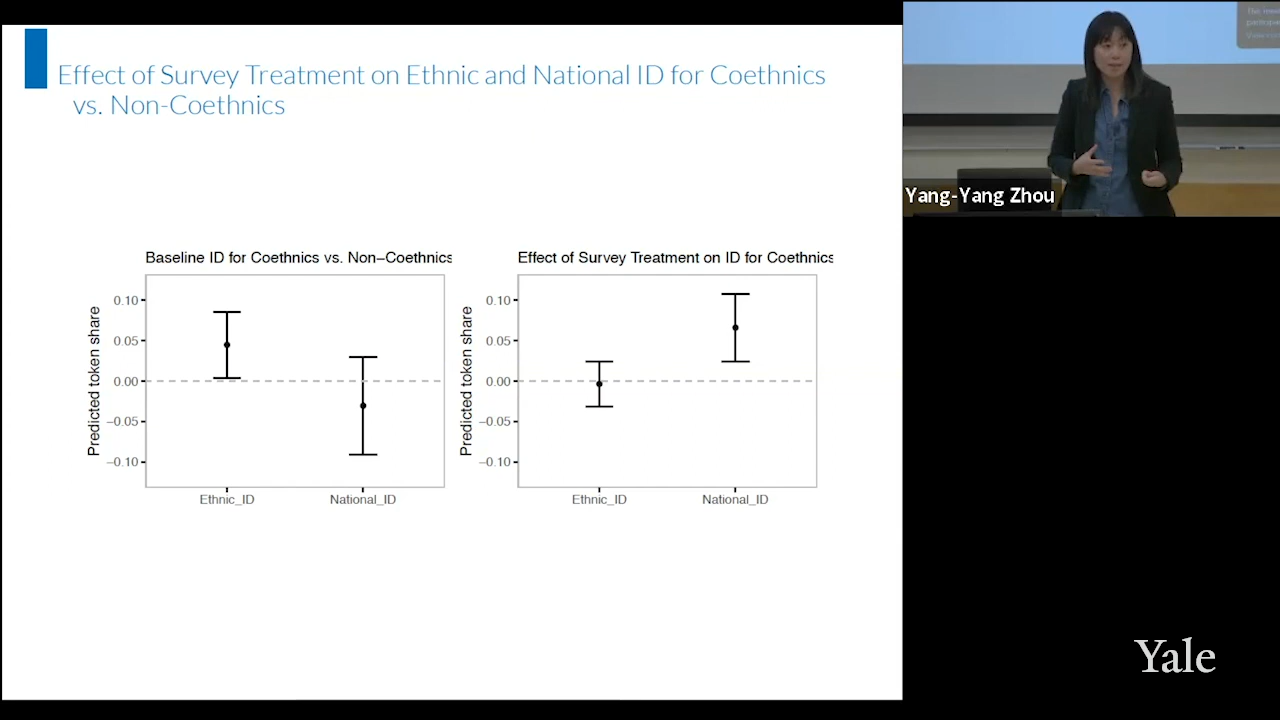 Effect of Survey Treatment on Ethnic and National ID for Coethnics
vs. Non-Coethnics
Baseline ID for Coethnics vs. Non−Coethnics
Predicted token share
0.10
0.05
0.00
−0.05
−0.10
Ethnic_ID
National_ID
Effect of Survey Treatment on ID for Coethnics
Predicted token share
0.10
0.05
0.00
−0.05
−0.10
Ethnic_ID
National_ID
Yang-Yang Zhou
Yale